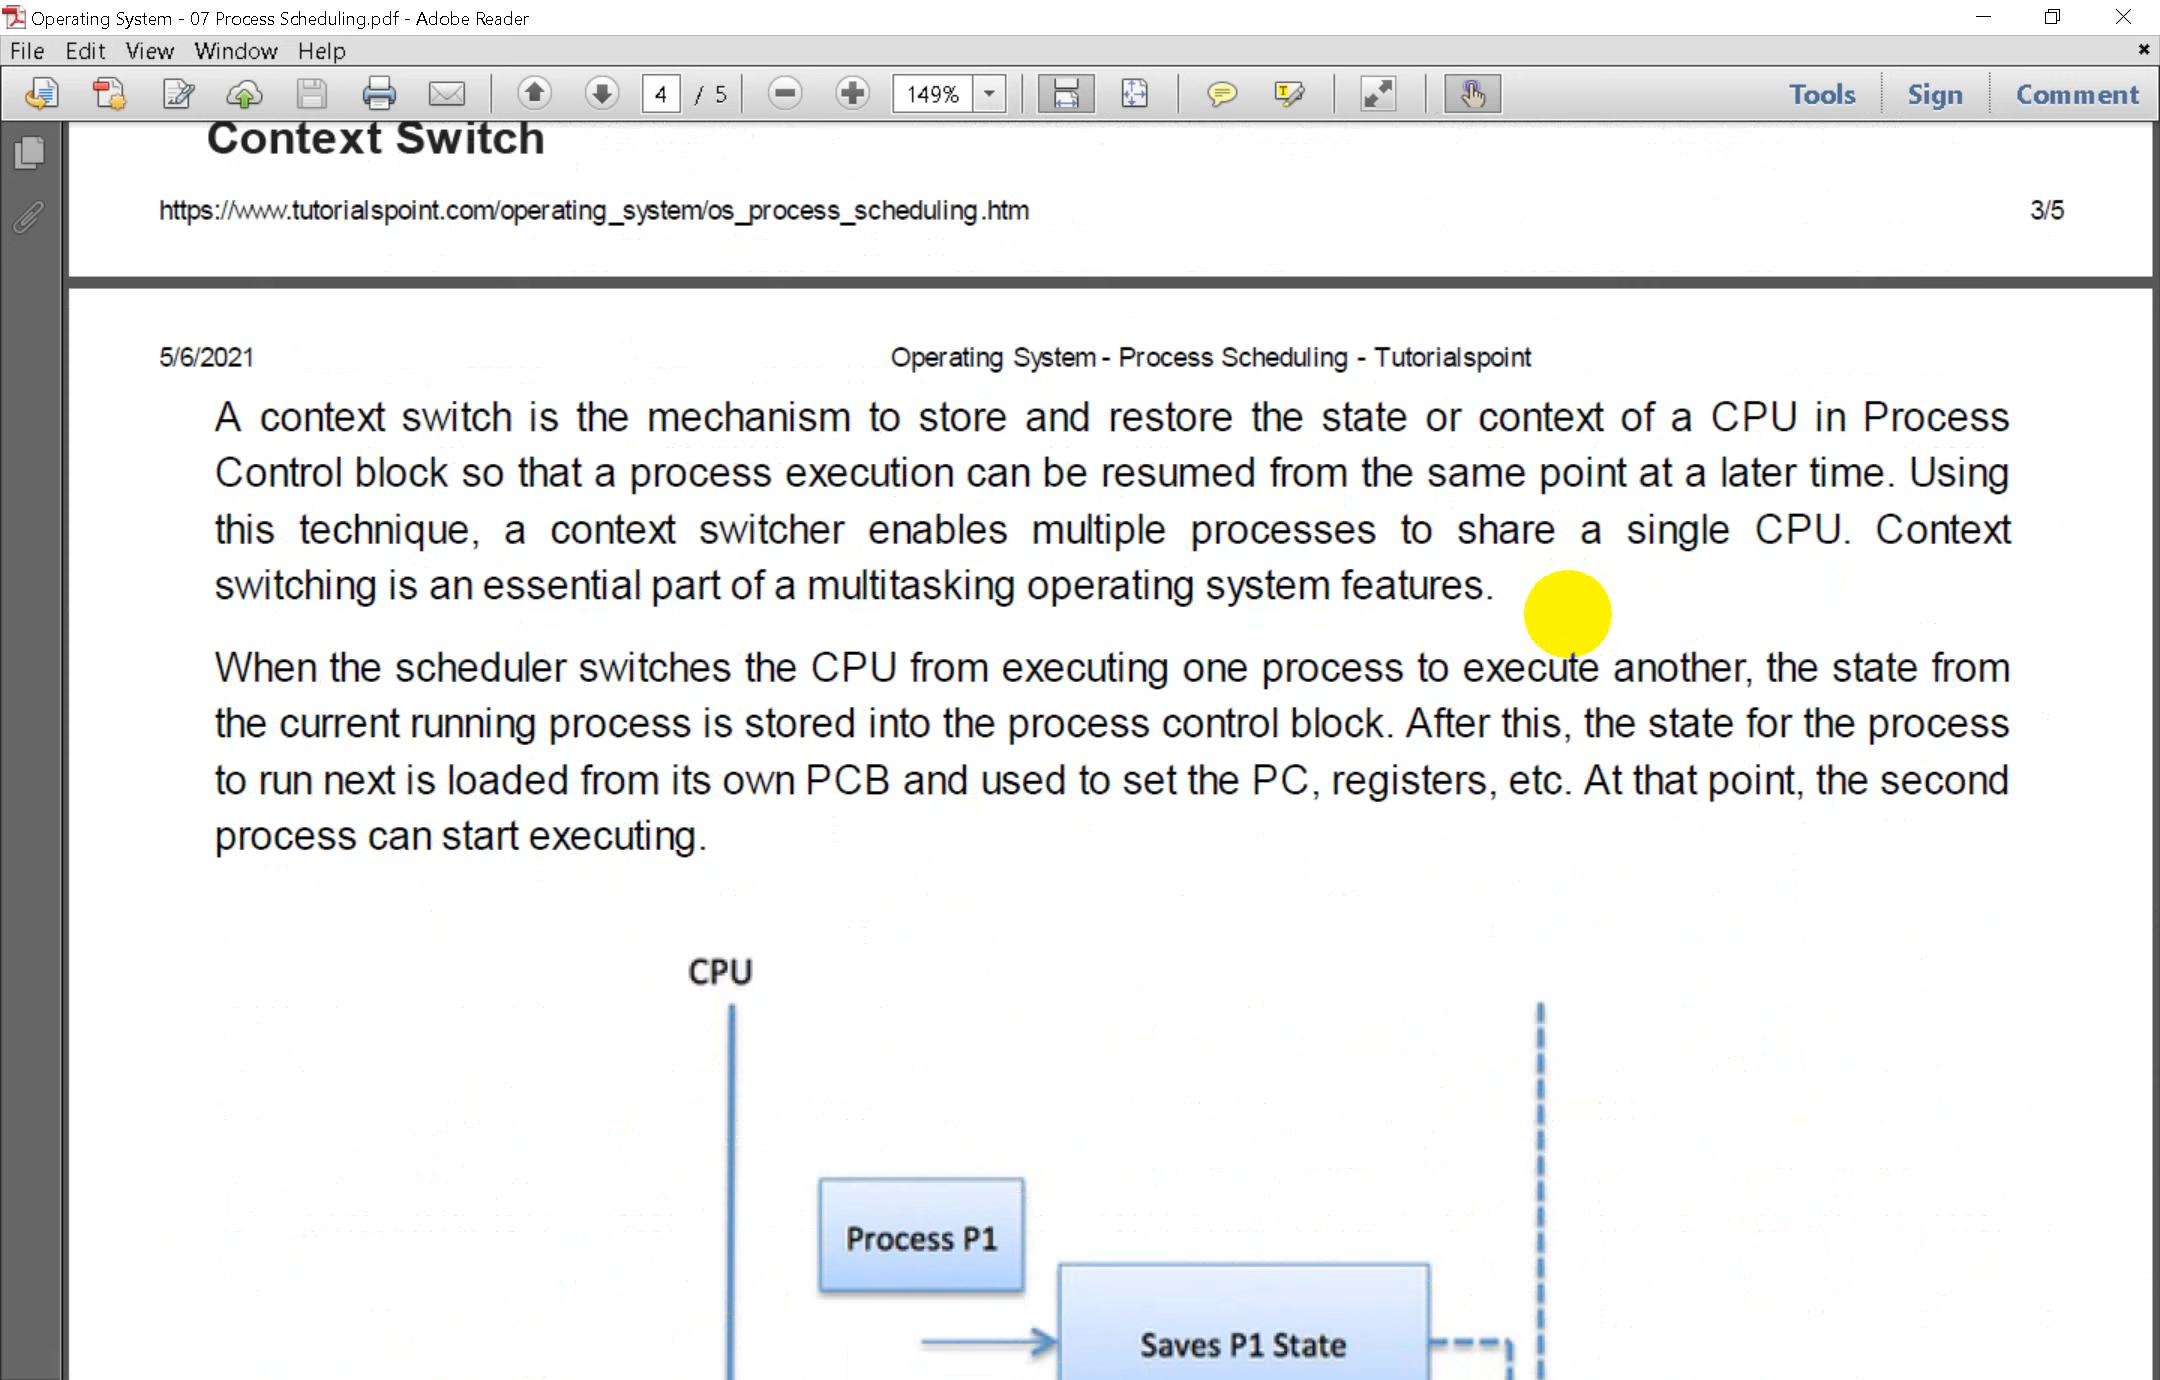 Operating System - 07 Process Scheduling.pdf - Adobe Reader
File Edit View Window Help
4 / 5 149% Tools Sign Comment
Context Switch
https://www.tutorialspoint.com/operating_system/os_process_scheduling.htm 3/5
5/6/2021 Operating System - Process Scheduling - Tutorialspoint
A context switch is the mechanism to store and restore the state or context of a CPU in Process
Control block so that a process execution can be resumed from the same point at a later time. Using
this technique, a context switcher enables multiple processes to share a single CPU. Context
switching is an essential part of a multitasking operating system features.
When the scheduler switches the CPU from executing one process to execute another, the state from
the current running process is stored into the process control block. After this, the state for the process
to run next is loaded from its own PCB and used to set the PC, registers, etc. At that point, the second
process can start executing.
CPU
Process P1
Saves P1 State